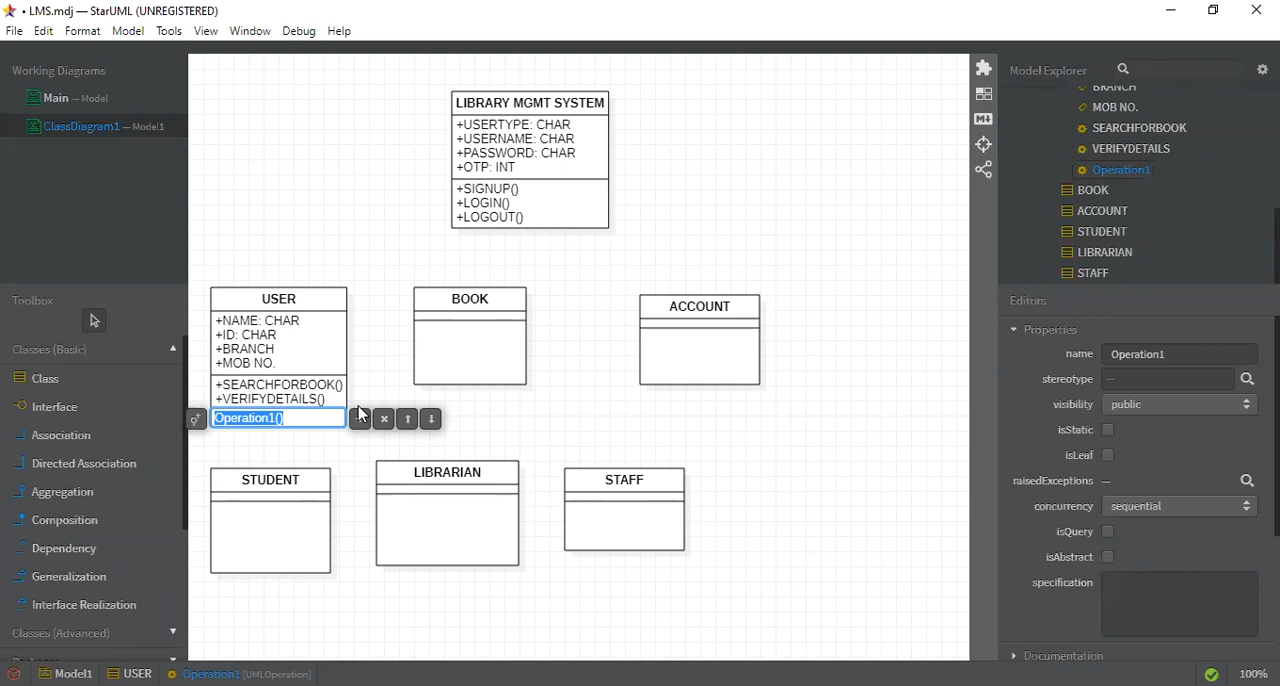 • LMS.mdj — StarUML (UNREGISTERED)
File Edit Format Model Tools View Window Debug Help
Working Diagrams
Main — Model
ClassDiagram1 — Model1
Toolbox
Classes (Basic)
Class
Interface
Association
Directed Association
Aggregation
Composition
Dependency
Generalization
Interface Realization
Classes (Advanced)
LIBRARY MGMT SYSTEM
+USERTYPE: CHAR
+USERNAME: CHAR
+PASSWORD: CHAR
+OTP: INT
+SIGNUP()
+LOGIN()
+LOGOUT()
USER
+NAME: CHAR
+ID: CHAR
+BRANCH
+MOB NO.
+SEARCHFORBOOK()
+VERIFYDETAILS()
Operation1()
BOOK
ACCOUNT
STUDENT
LIBRARIAN
STAFF
Model Explorer
BRANCH
MOB NO.
SEARCHFORBOOK
VERIFYDETAILS
Operation1
BOOK
ACCOUNT
STUDENT
LIBRARIAN
STAFF
Editors
Properties
name Operation1
stereotype —
visibility public
isStatic
isLeaf
raisedExceptions —
concurrency sequential
isQuery
isAbstract
specification
Documentation
Model1 USER Operation1 [UMLOperation]
100%